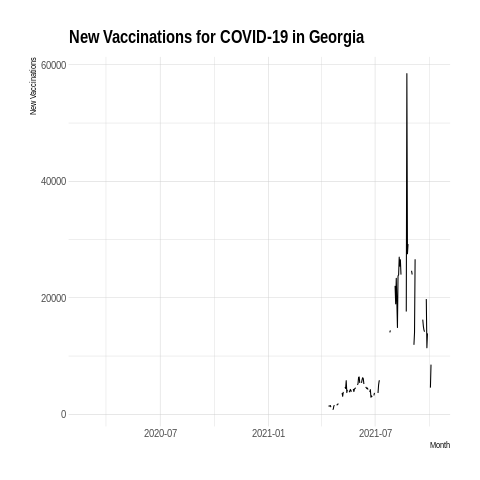 New Vaccinations for COVID-19 in Georgia
New Vaccinations
60000
40000
20000
0
2020-07
2021-01
2021-07
Month